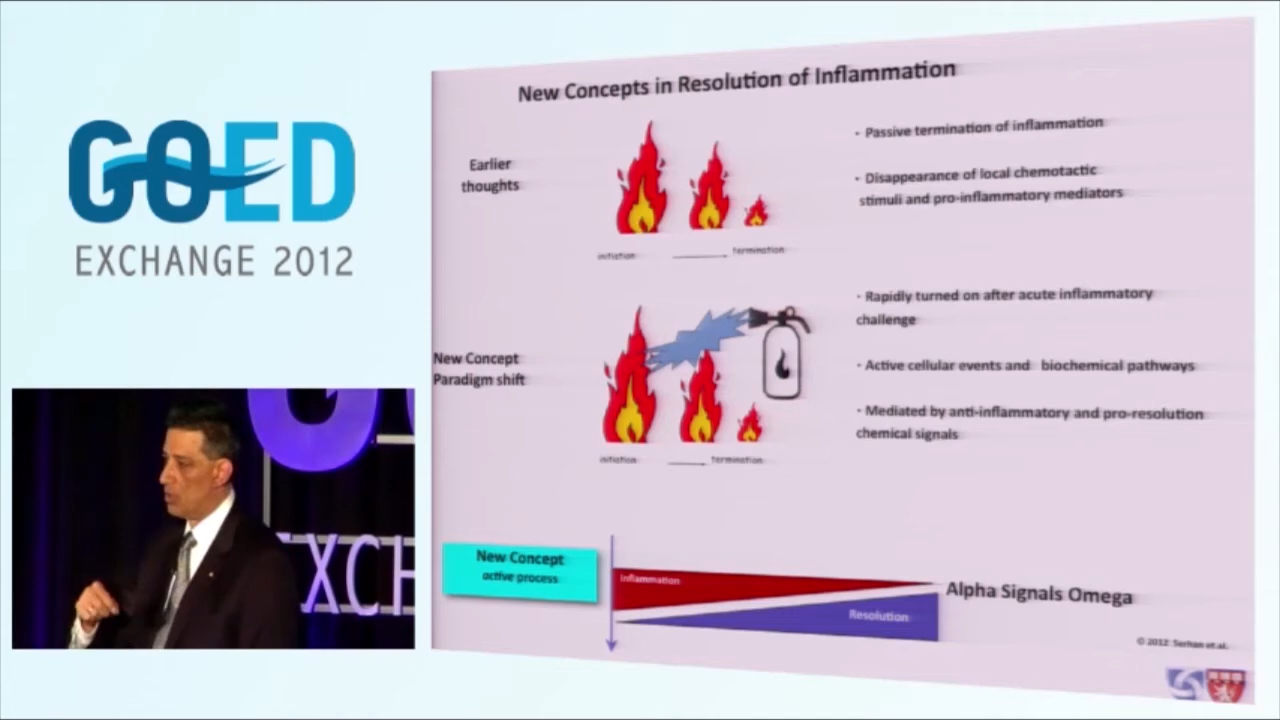 GOED
EXCHANGE 2012
New Concepts in Resolution of Inflammation
Earlier
thoughts
- Passive termination of inflammation
- Disappearance of local chemotactic
stimuli and pro-inflammatory mediators
initiation
termination
New Concept
Paradigm shift
- Rapidly turned on after acute inflammatory
challenge
- Active cellular events and biochemical pathways
- Mediated by anti-inflammatory and pro-resolution
chemical signals
initiation
termination
New Concept
active process
Inflammation
Resolution
Alpha Signals Omega
© 2012 Serhan et al.
EXCH